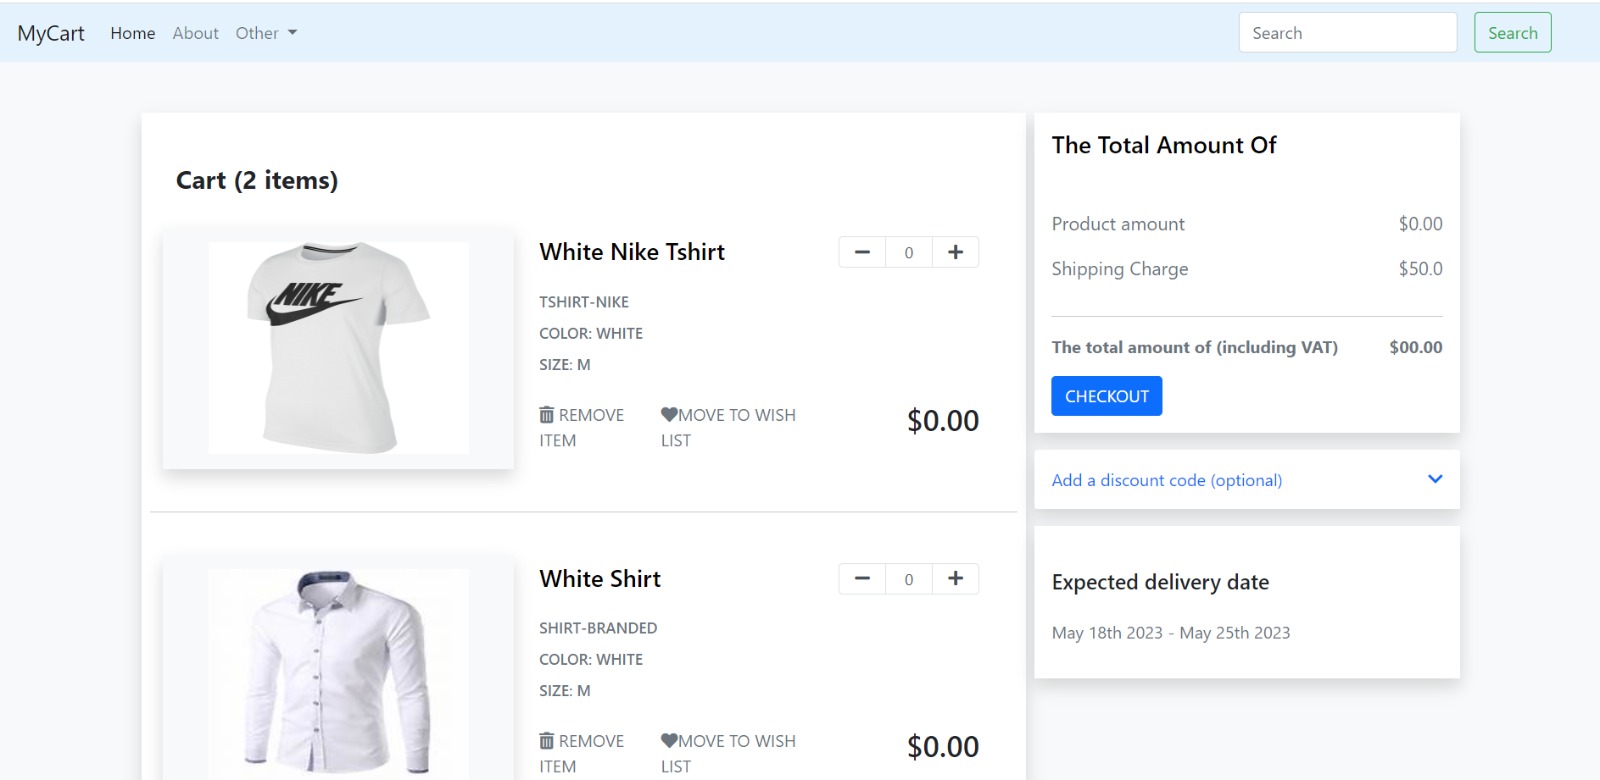 MyCart Home About Other Search Search
Cart (2 items)
NIKE
White Nike Tshirt 0
TSHIRT-NIKE
COLOR: WHITE
SIZE: M
REMOVE ITEM
MOVE TO WISH LIST
$0.00
White Shirt 0
SHIRT-BRANDED
COLOR: WHITE
SIZE: M
REMOVE ITEM
MOVE TO WISH LIST
$0.00
The Total Amount Of
Product amount $0.00
Shipping Charge $50.0
The total amount of (including VAT) $00.00
CHECKOUT
Add a discount code (optional)
Expected delivery date
May 18th 2023 - May 25th 2023